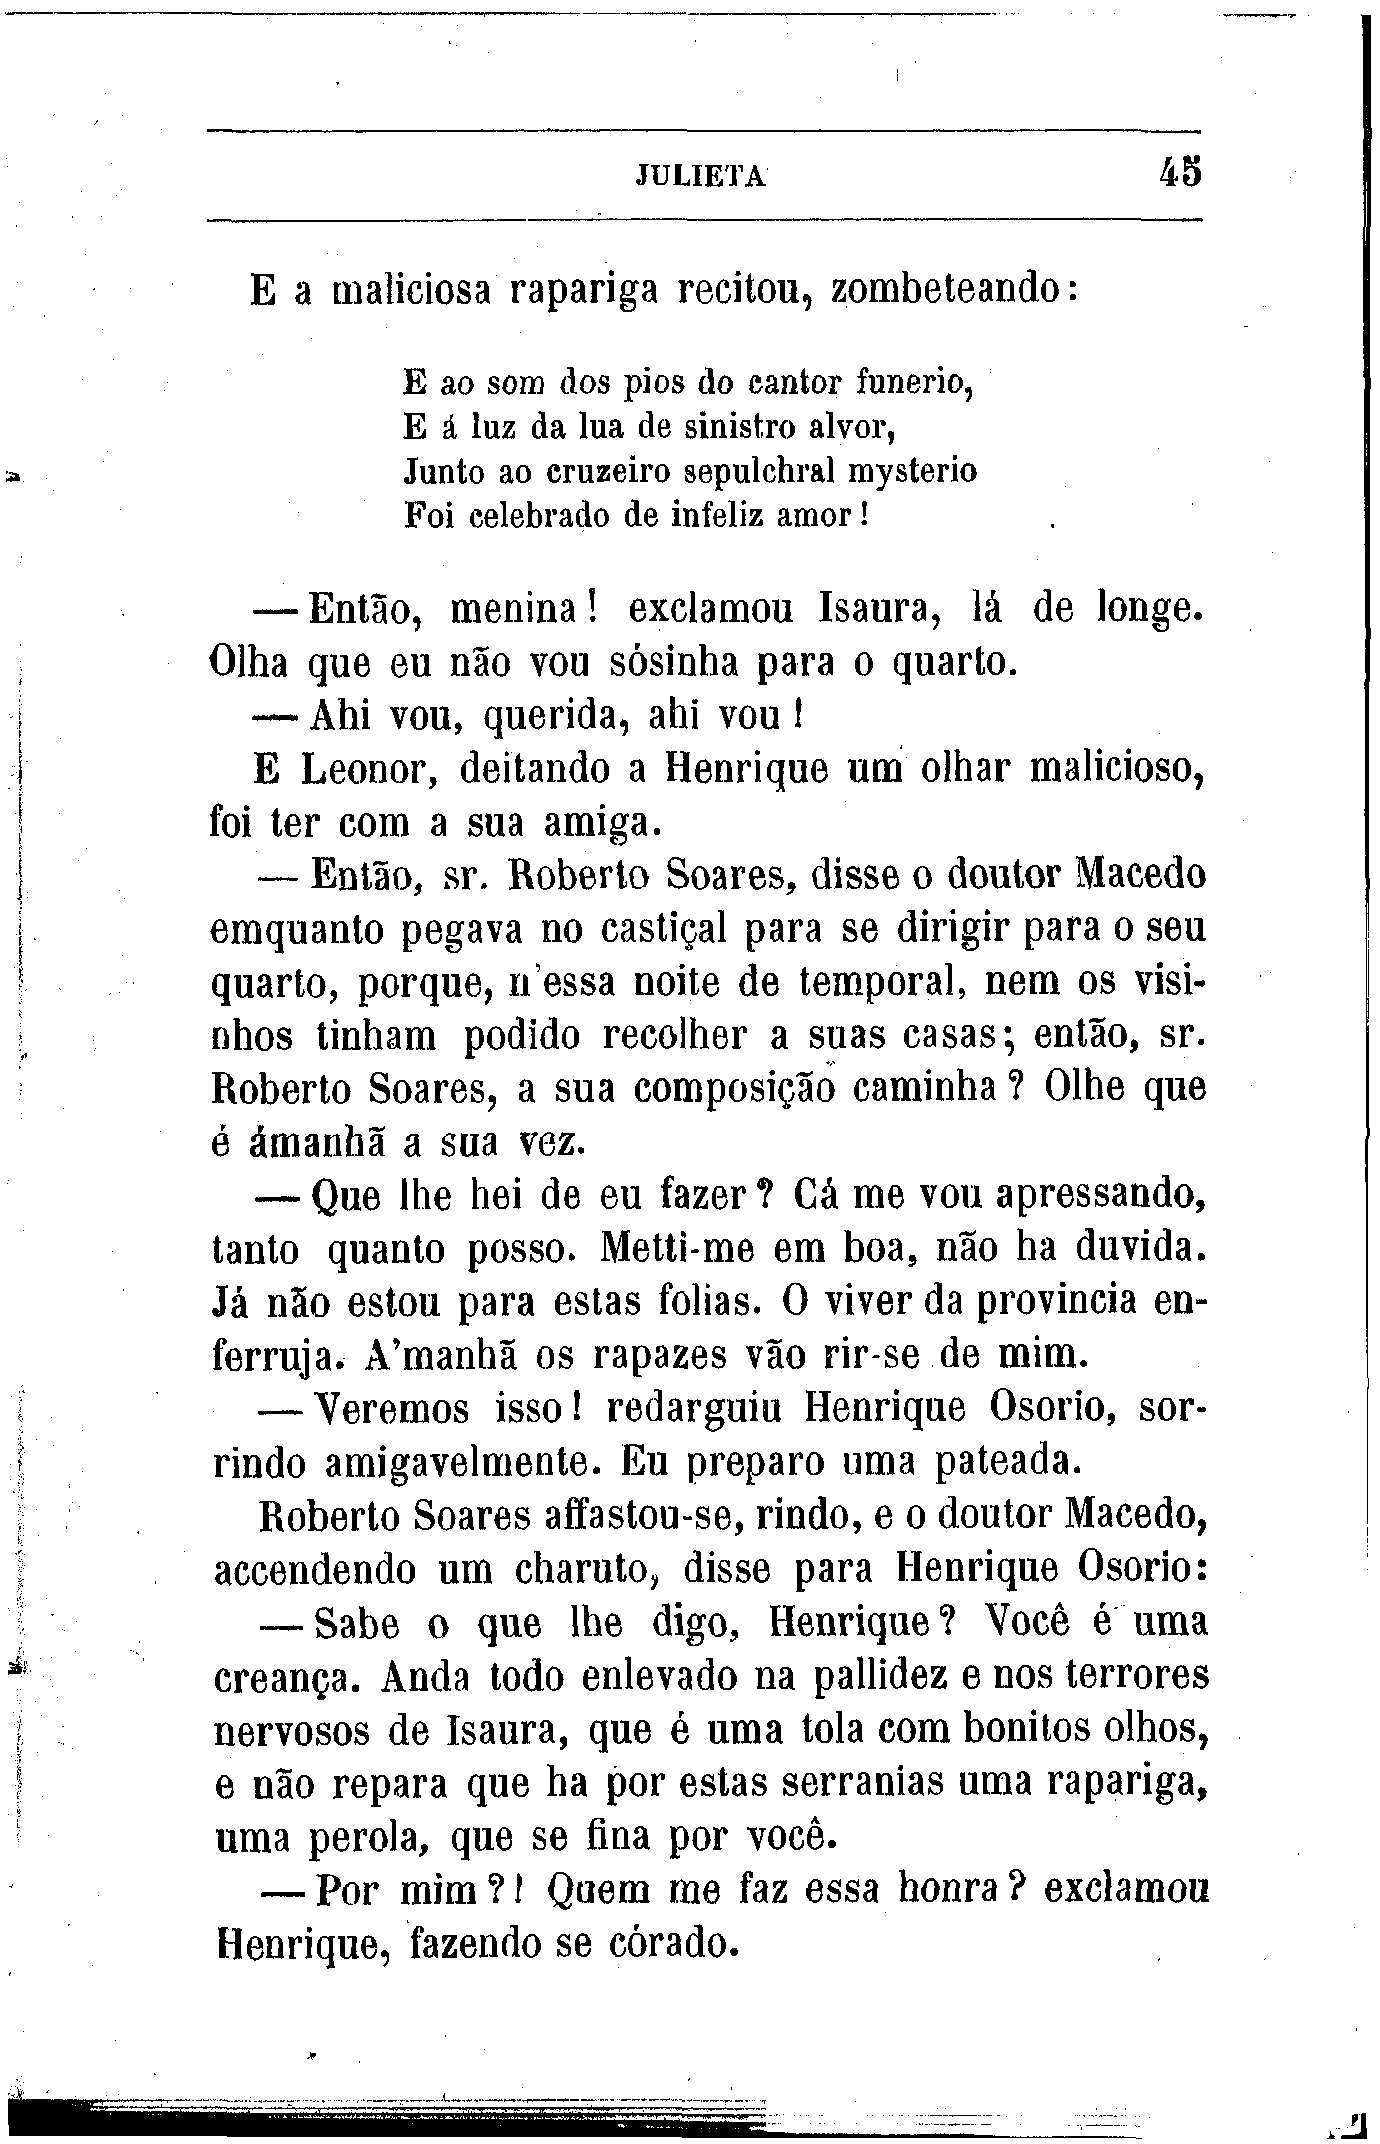 JULIETA 45
E a maliciosa rapariga recitou, zombeteando:
E ao som dos pios do cantor funerio,
E á luz da lua de sinistro alvor,
Junto ao cruzeiro sepulchral mysterio
Foi celebrado de infeliz amor!
— Então, menina! exclamou Isaura, lá de longe.
Olha que eu não vou sósinha para o quarto.
— Ahi vou, querida, ahi vou!
E Leonor, deitando a Henrique um olhar malicioso,
foi ter com a sua amiga.
— Então, sr. Roberto Soares, disse o doutor Macedo
emquanto pegava no castiçal para se dirigir para o seu
quarto, porque, n'essa noite de temporal, nem os visi-
nhos tinham podido recolher a suas casas; então, sr.
Roberto Soares, a sua composição caminha? Olhe que
é ámanhã a sua vez.
— Que lhe hei de eu fazer? Cá me vou apressando,
tanto quanto posso. Metti-me em boa, não ha duvida.
Já não estou para estas folias. O viver da provincia en-
ferruja. A'manhã os rapazes vão rir-se de mim.
— Veremos isso! redarguiu Henrique Osorio, sor-
rindo amigavelmente. Eu preparo uma pateada.
Roberto Soares affastou-se, rindo, e o doutor Macedo,
accendendo um charuto, disse para Henrique Osorio:
— Sabe o que lhe digo, Henrique? Você é uma
creança. Anda todo enlevado na pallidez e nos terrores
nervosos de Isaura, que é uma tola com bonitos olhos,
e não repara que ha por estas serranias uma rapariga,
uma perola, que se fina por você.
— Por mim?! Quem me faz essa honra? exclamou
Henrique, fazendo se córado.